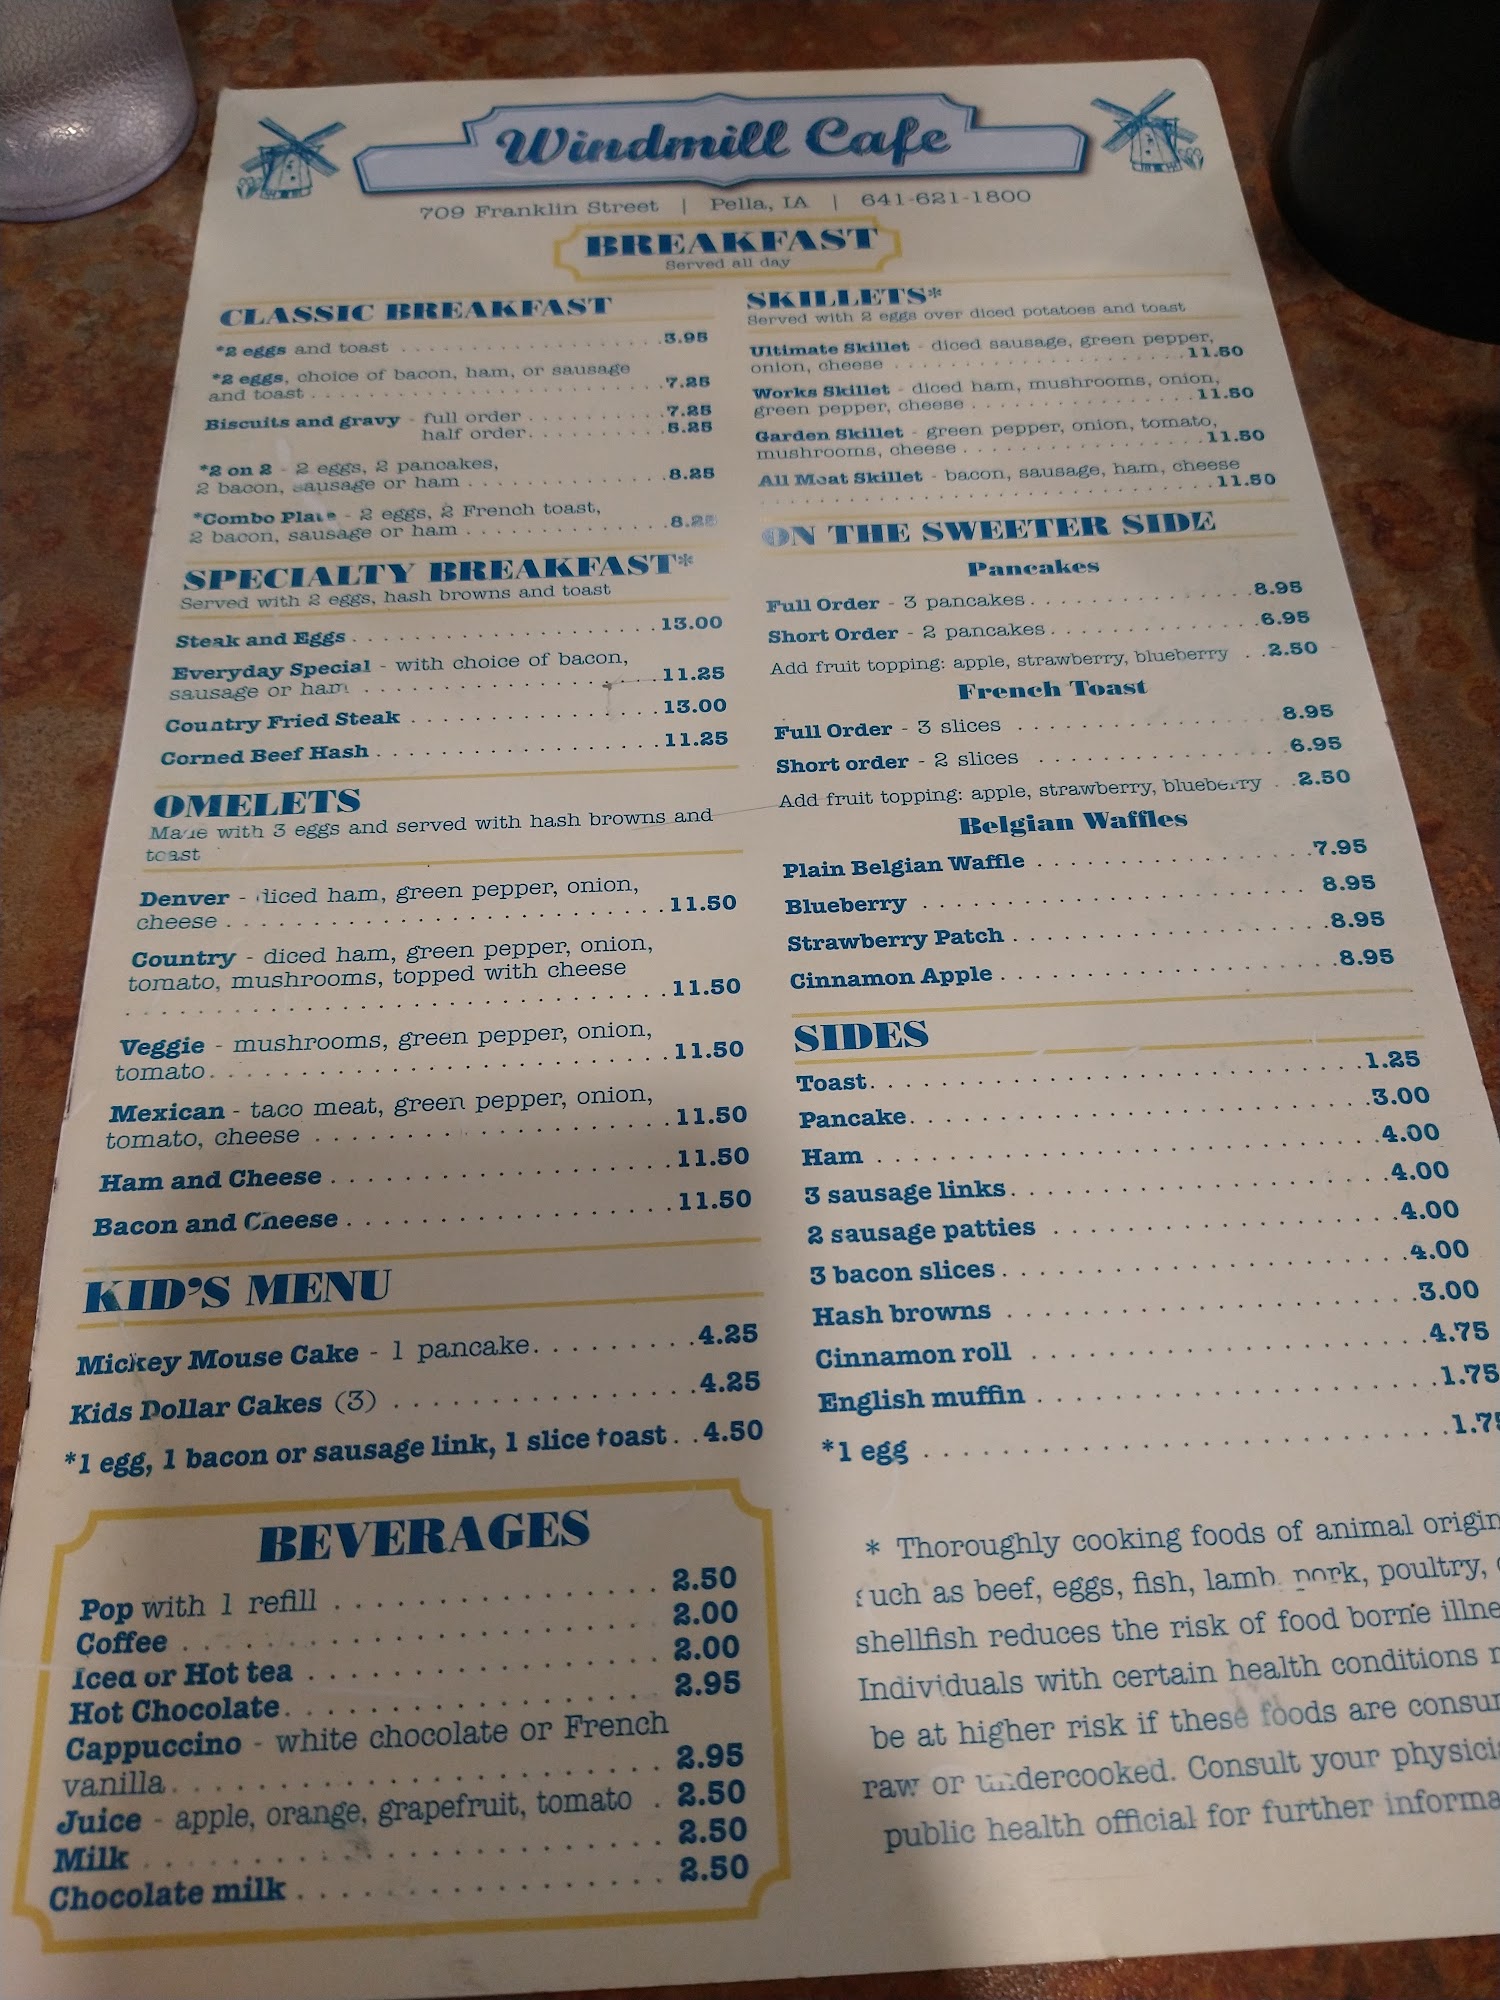 Windmill Cafe
709 Franklin Street | Pella, IA | 641-621-1800
BREAKFAST
Served all day
CLASSIC BREAKFAST
*2 eggs and toast . . . . . . . . . . . . . . . . . . . . 3.95
*2 eggs, choice of bacon, ham, or sausage
and toast . . . . . . . . . . . . . . . . . . . . 7.25
Biscuits and gravy - full order . . . . . . . . . . 7.25
half order . . . . . . . . . . 5.25
*2 on 2 - 2 eggs, 2 pancakes,
2 bacon, sausage or ham . . . . . . . . . . 8.25
*Combo Plate - 2 eggs, 2 French toast,
2 bacon, sausage or ham . . . . . . . . . . 8.25
SPECIALTY BREAKFAST*
Served with 2 eggs, hash browns and toast
Steak and Eggs . . . . . . . . . . 13.00
Everyday Special - with choice of bacon,
sausage or ham . . . . . . . . . . 11.25
Country Fried Steak . . . . . . . . . . 13.00
Corned Beef Hash . . . . . . . . . . 11.25
OMELETS
Made with 3 eggs and served with hash browns and
toast
Denver - diced ham, green pepper, onion,
cheese . . . . . . . . . . 11.50
Country - diced ham, green pepper, onion,
tomato, mushrooms, topped with cheese
. . . . . . . . . . 11.50
Veggie - mushrooms, green pepper, onion,
tomato . . . . . . . . . . 11.50
Mexican - taco meat, green pepper, onion,
tomato, cheese . . . . . . . . . . 11.50
Ham and Cheese . . . . . . . . . . 11.50
Bacon and Cheese . . . . . . . . . . 11.50
KID'S MENU
Mickey Mouse Cake - 1 pancake . . . . . . . . 4.25
Kids Dollar Cakes (3) . . . . . . . . . . 4.25
*1 egg, 1 bacon or sausage link, 1 slice toast . . 4.50
BEVERAGES
Pop with 1 refill . . . . . . . . . . 2.50
Coffee . . . . . . . . . . 2.00
Iced or Hot tea . . . . . . . . . . 2.00
Hot Chocolate . . . . . . . . . . 2.95
Cappuccino - white chocolate or French
vanilla . . . . . . . . . . 2.95
Juice - apple, orange, grapefruit, tomato . 2.50
Milk . . . . . . . . . . 2.50
Chocolate milk . . . . . . . . . . 2.50
SKILLETS*
Served with 2 eggs over diced potatoes and toast
Ultimate Skillet - diced sausage, green pepper,
onion, cheese . . . . . . . . . . 11.50
Works Skillet - diced ham, mushrooms, onion,
green pepper, cheese . . . . . . . . . . 11.50
Garden Skillet - green pepper, onion, tomato,
mushrooms, cheese . . . . . . . . . . 11.50
All Meat Skillet - bacon, sausage, ham, cheese
. . . . . . . . . . 11.50
ON THE SWEETER SIDE
Pancakes
Full Order - 3 pancakes . . . . . . . . . . 8.95
Short Order - 2 pancakes . . . . . . . . . . 6.95
Add fruit topping: apple, strawberry, blueberry . . 2.50
French Toast
Full Order - 3 slices . . . . . . . . . . 8.95
Short order - 2 slices . . . . . . . . . . 6.95
Add fruit topping: apple, strawberry, blueberry . . 2.50
Belgian Waffles
Plain Belgian Waffle . . . . . . . . . . 7.95
Blueberry . . . . . . . . . . 8.95
Strawberry Patch . . . . . . . . . . 8.95
Cinnamon Apple . . . . . . . . . . 8.95
SIDES
Toast . . . . . . . . . . 1.25
Pancake . . . . . . . . . . 3.00
Ham . . . . . . . . . . 4.00
3 sausage links . . . . . . . . . . 4.00
2 sausage patties . . . . . . . . . . 4.00
3 bacon slices . . . . . . . . . . 4.00
Hash browns . . . . . . . . . . 3.00
Cinnamon roll . . . . . . . . . . 4.75
English muffin . . . . . . . . . . 1.75
*1 egg . . . . . . . . . .
* Thoroughly cooking foods of animal origin
such as beef, eggs, fish, lamb, pork, poultry,
shellfish reduces the risk of food borne
Individuals with certain health conditions
be at higher risk if these foods are
raw or undercooked. Consult your
public health official for further